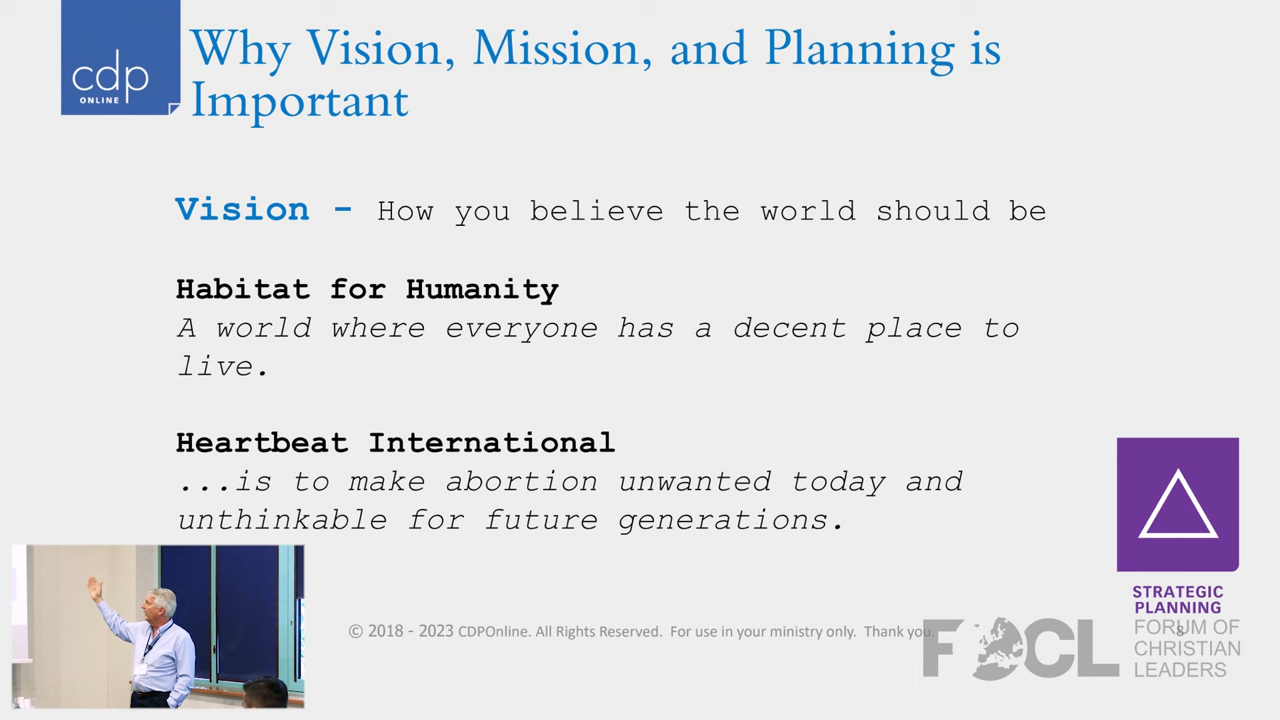 cdp
ONLINE
Why Vision, Mission, and Planning is
Important
Vision - How you believe the world should be
Habitat for Humanity
A world where everyone has a decent place to
live.
Heartbeat International
...is to make abortion unwanted today and
unthinkable for future generations.
© 2018 - 2023 CDPOnline. All Rights Reserved. For use in your ministry only. Thank you.
8
STRATEGIC
PLANNING
FOCL
FORUM OF
CHRISTIAN
LEADERS